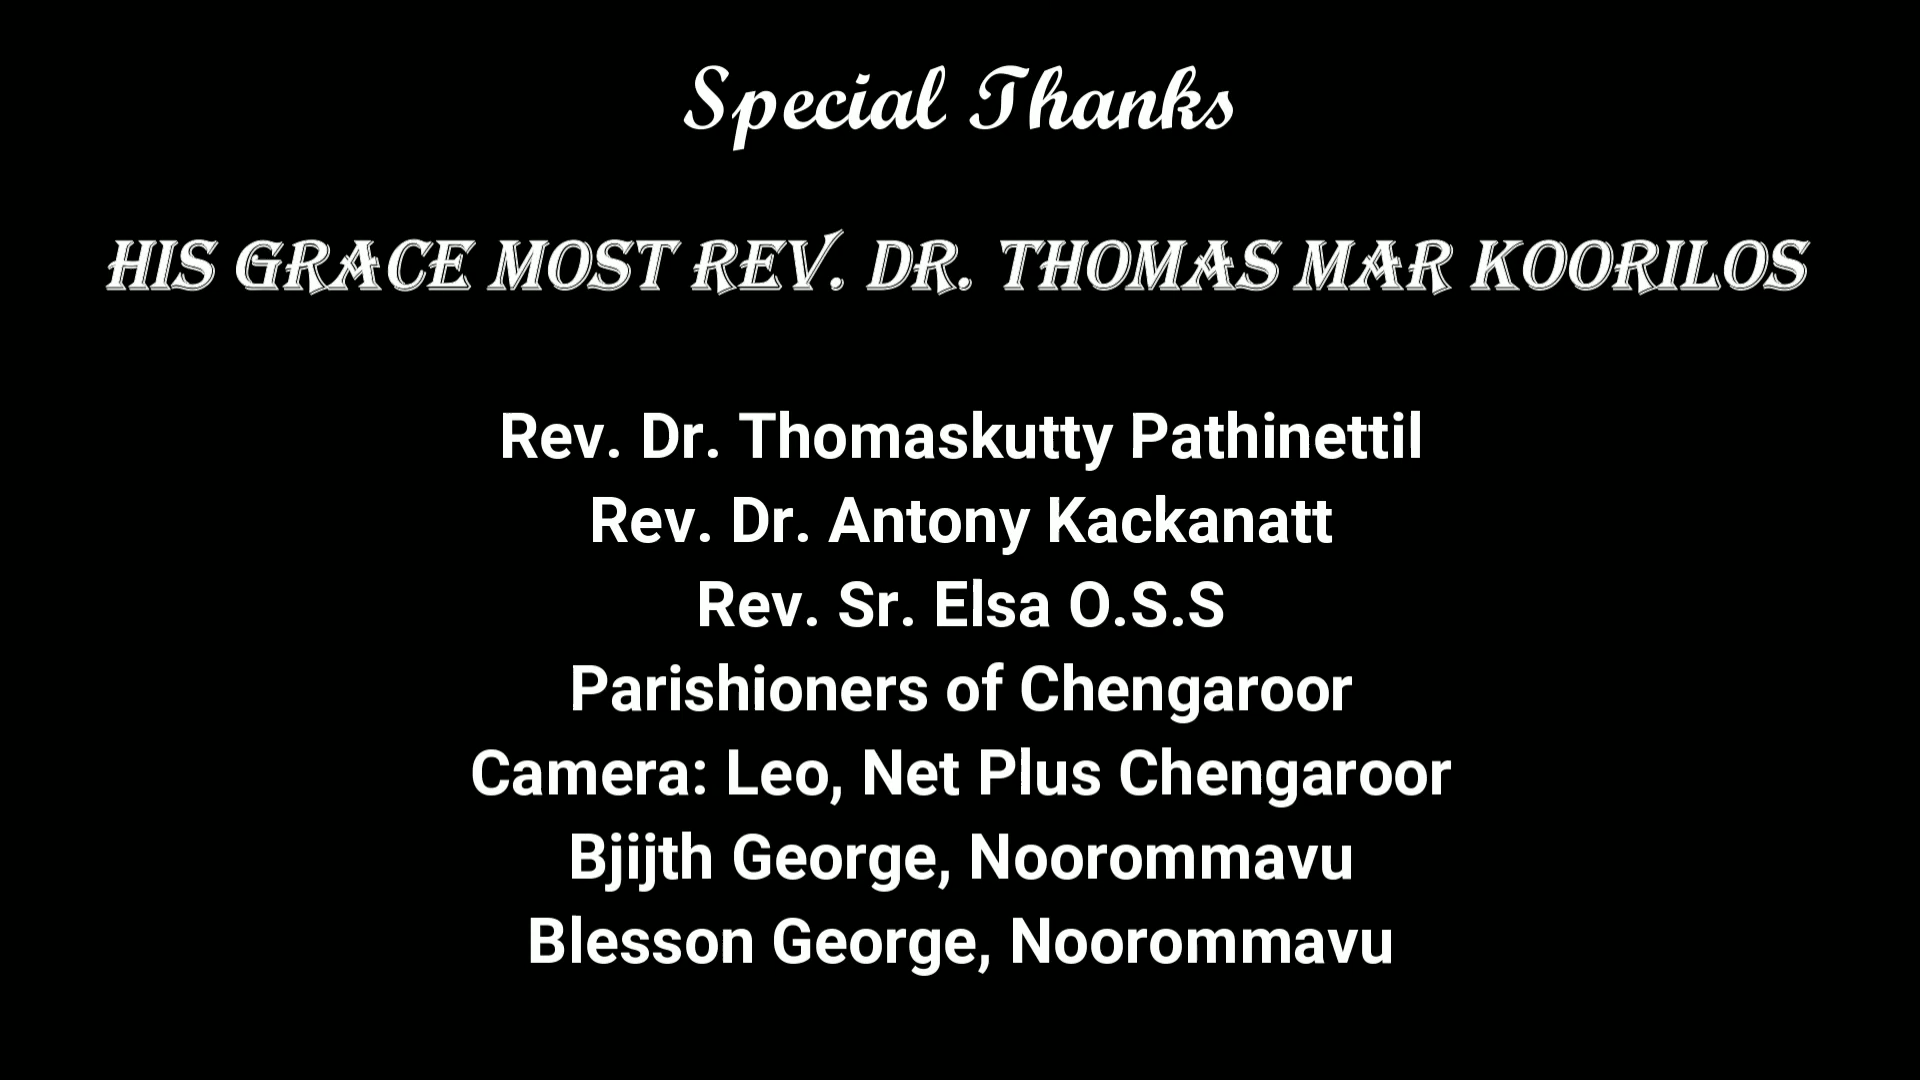 Special Thanks
HIS GRACE MOST REV. DR. THOMAS MAR KOORILOS
Rev. Dr. Thomaskutty Pathinettil
Rev. Dr. Antony Kackanatt
Rev. Sr. Elsa O.S.S
Parishioners of Chengaroor
Camera: Leo, Net Plus Chengaroor
Bjijth George, Noorommavu
Blesson George, Noorommavu